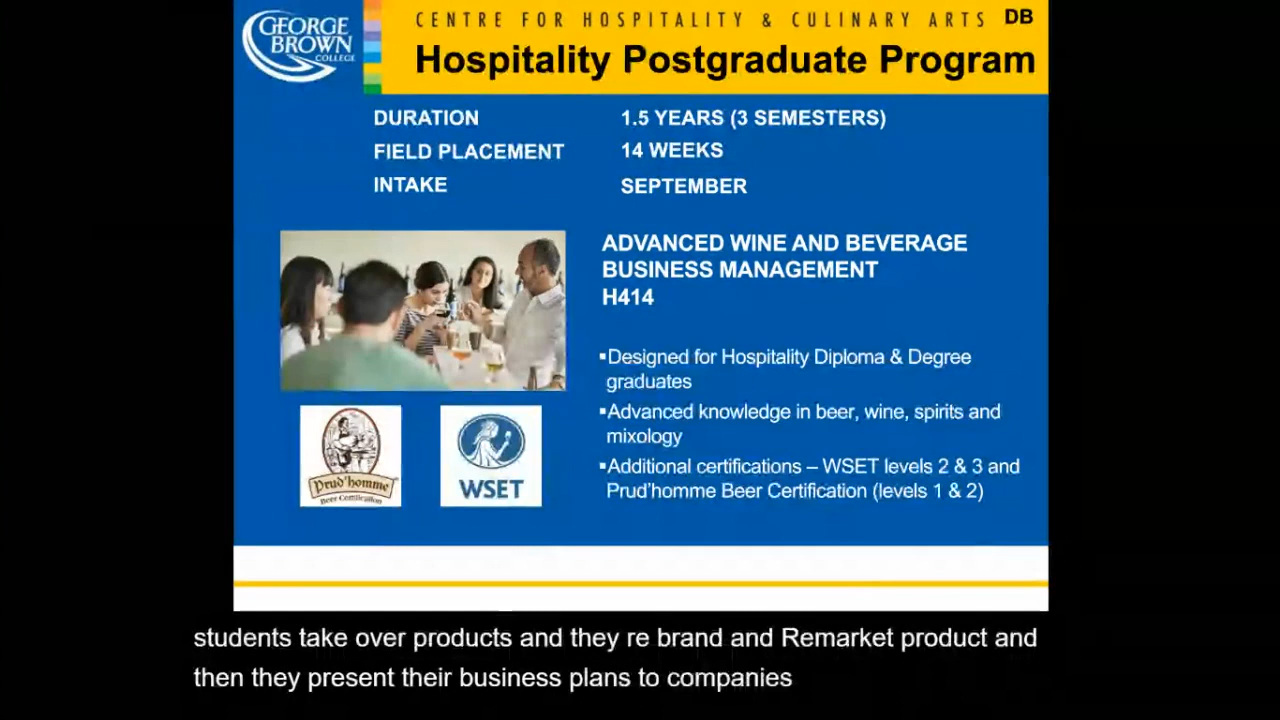 GEORGE
BROWN
COLLEGE
CENTRE FOR HOSPITALITY & CULINARY ARTS DB
Hospitality Postgraduate Program
DURATION 1.5 YEARS (3 SEMESTERS)
FIELD PLACEMENT 14 WEEKS
INTAKE SEPTEMBER
ADVANCED WINE AND BEVERAGE
BUSINESS MANAGEMENT
H414
▪Designed for Hospitality Diploma & Degree
graduates
▪Advanced knowledge in beer, wine, spirits and
mixology
▪Additional certifications – WSET levels 2 & 3 and
Prud'homme Beer Certification (levels 1 & 2)
Prud'homme
Beer Certification
WSET
students take over products and they re brand and Remarket product and
then they present their business plans to companies